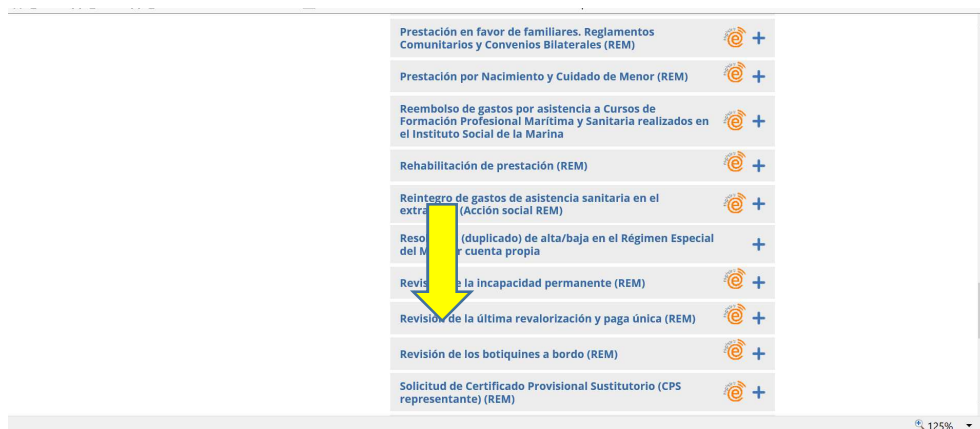 Prestación en favor de familiares. Reglamentos
Comunitarios y Convenios Bilaterales (REM)
Prestación por Nacimiento y Cuidado de Menor (REM)
Reembolso de gastos por asistencia a Cursos de
Formación Profesional Marítima y Sanitaria realizados en
el Instituto Social de la Marina
Rehabilitación de prestación (REM)
Reintegro de gastos de asistencia sanitaria en el
(Acción social REM)
(duplicado) de alta/baja en el Régimen Especial
del cuenta propia
la incapacidad permanente (REM)
Revisión de la última revalorización y paga única (REM)
Revisión de los botiquines a bordo (REM)
Solicitud de Certificado Provisional Sustitutorio (CPS
representante) (REM)
125%